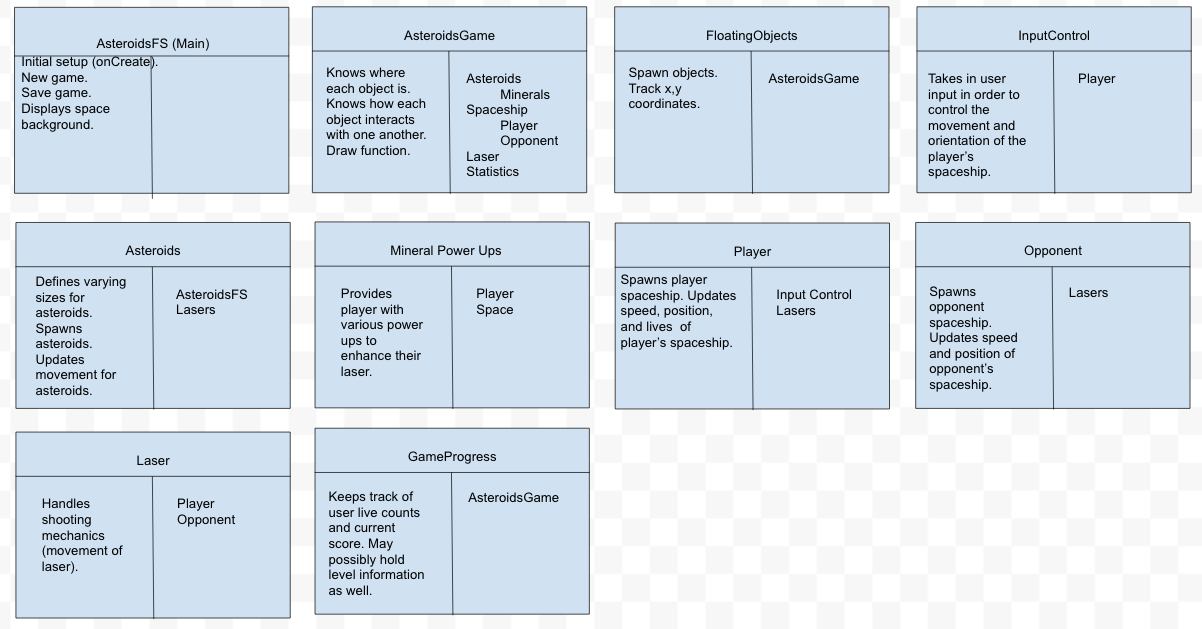 AsteroidsFS (Main)
Initial setup (onCreate).
New game.
Save game.
Displays space
background.
AsteroidsGame
Knows where
each object is.
Knows how each
object interacts
with one another.
Draw function.
Asteroids
Minerals
Spaceship
Player
Opponent
Laser
Statistics
FloatingObjects
Spawn objects.
Track x,y
coordinates.
AsteroidsGame
InputControl
Takes in user
input in order to
control the
movement and
orientation of the
player's
spaceship.
Player
Asteroids
Defines varying
sizes for
asteroids.
Spawns
asteroids.
Updates
movement for
asteroids.
AsteroidsFS
Lasers
Mineral Power Ups
Provides
player with
various power
ups to
enhance their
laser.
Player
Space
Player
Spawns player
spaceship. Updates
speed, position,
and lives of
player's spaceship.
Input Control
Lasers
Opponent
Spawns
opponent
spaceship.
Updates speed
and position of
opponent's
spaceship.
Lasers
Laser
Handles
shooting
mechanics
(movement of
laser).
Player
Opponent
GameProgress
Keeps track of
user live counts
and current
score. May
possibly hold
level information
as well.
AsteroidsGame